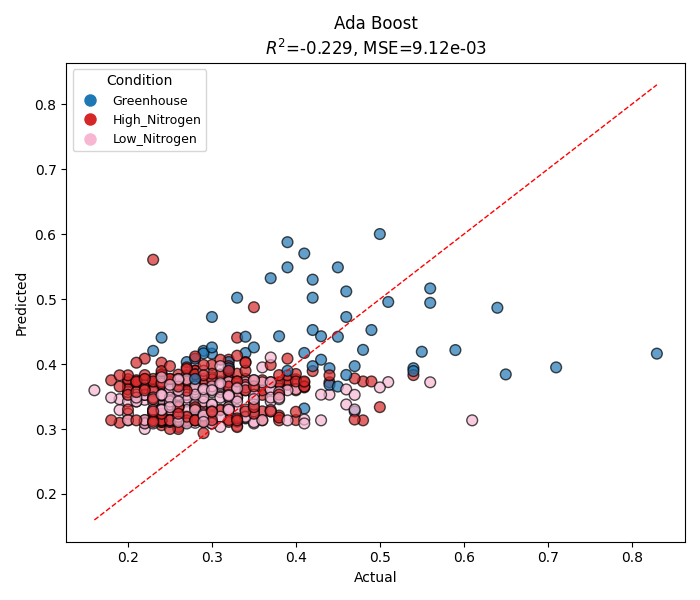 Ada Boost
R²=-0.229, MSE=9.12e-03
Condition
Greenhouse
High_Nitrogen
Low_Nitrogen
0.8
0.7
0.6
0.5
0.4
0.3
0.2
Predicted
0.2 0.3 0.4 0.5 0.6 0.7 0.8
Actual